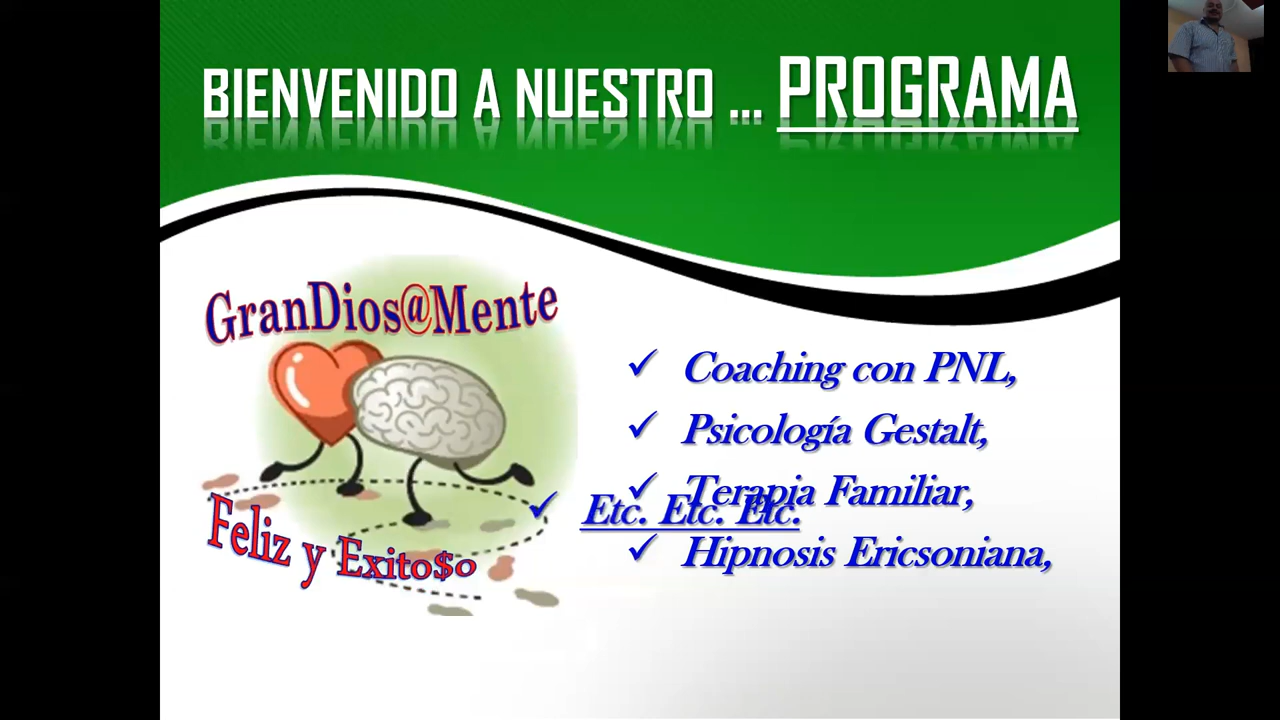 BIENVENIDO A NUESTRO ... PROGRAMA
GranDios@Mente
Feliz y Exito$o
✓ Coaching con PNL,
✓ Psicología Gestalt,
✓ Terapia Familiar,
✓ Etc. Etc. Etc.
✓ Hipnosis Ericsoniana,